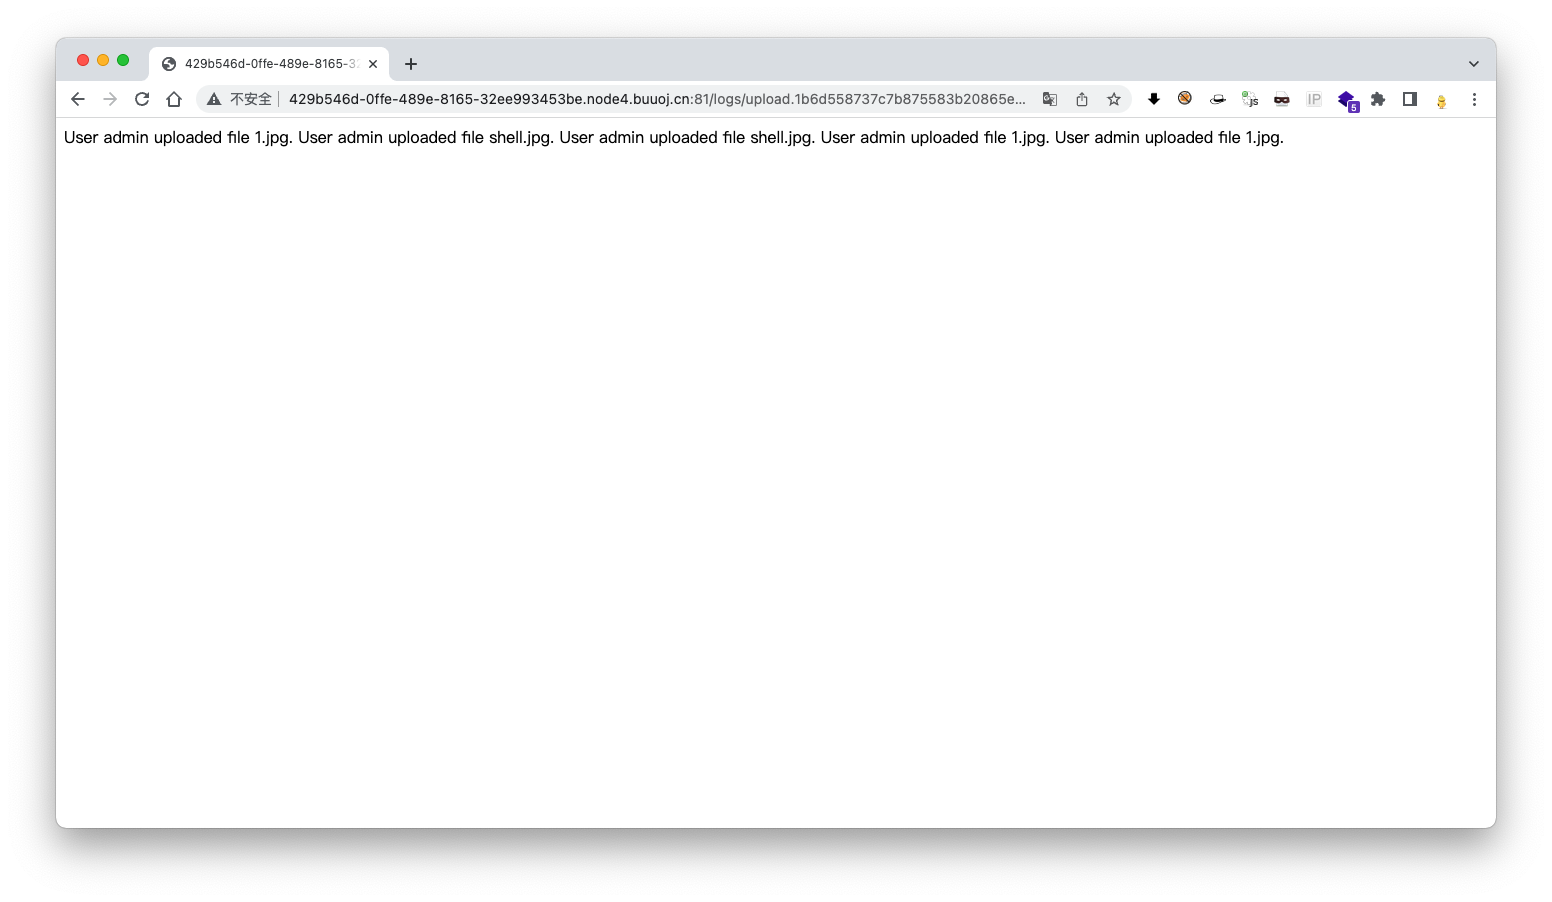 429b546d-0ffe-489e-8165-3
不安全 429b546d-0ffe-489e-8165-32ee993453be.node4.buuoj.cn:81/logs/upload.1b6d558737c7b875583b20865e...
JS
IP
5
User admin uploaded file 1.jpg. User admin uploaded file shell.jpg. User admin uploaded file shell.jpg. User admin uploaded file 1.jpg. User admin uploaded file 1.jpg.